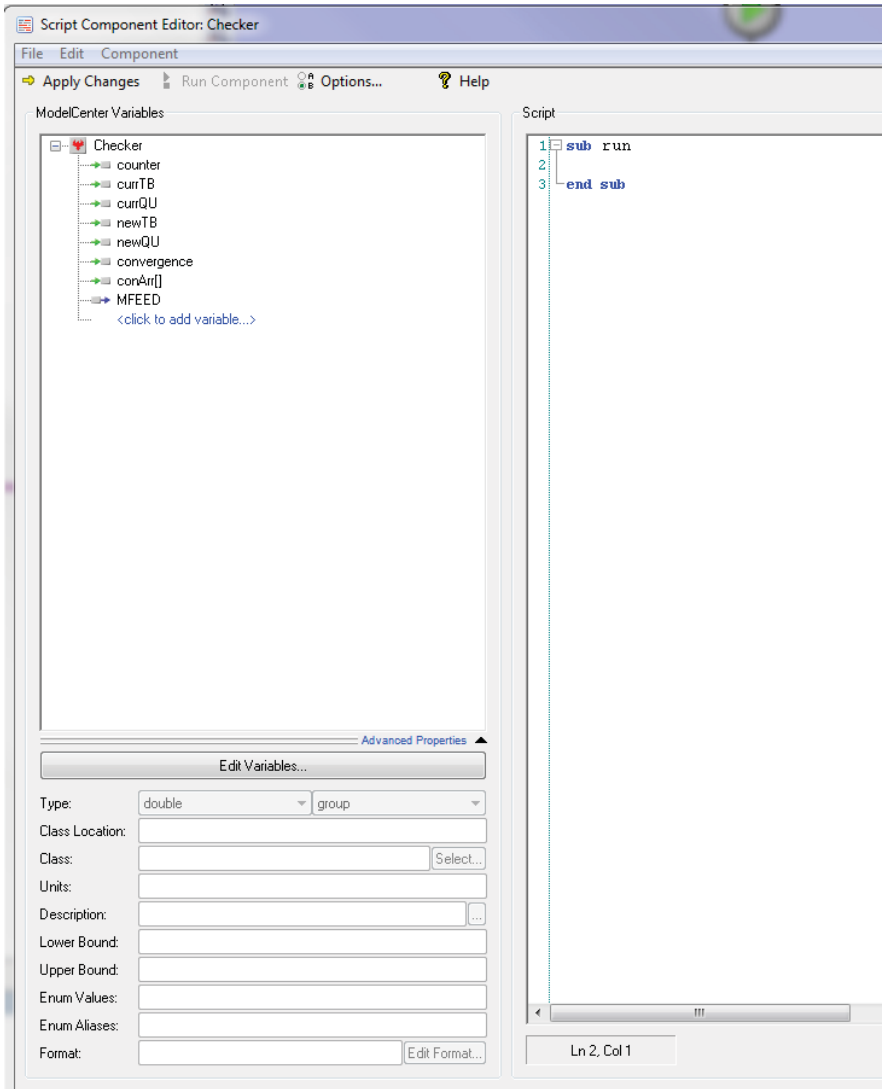 Script Component Editor: Checker
File Edit Component
Apply Changes Run Component Options... Help
ModelCenter Variables
Checker
counter
currTB
currQU
newTB
newQU
convergence
conArr[]
MFEED
<click to add variable...>
Advanced Properties
Edit Variables...
Type: double group
Class Location:
Class: Select...
Units:
Description: ...
Lower Bound:
Upper Bound:
Enum Values:
Enum Aliases:
Format: Edit Format...
Script
1 sub run
2
3 end sub
Ln 2, Col 1